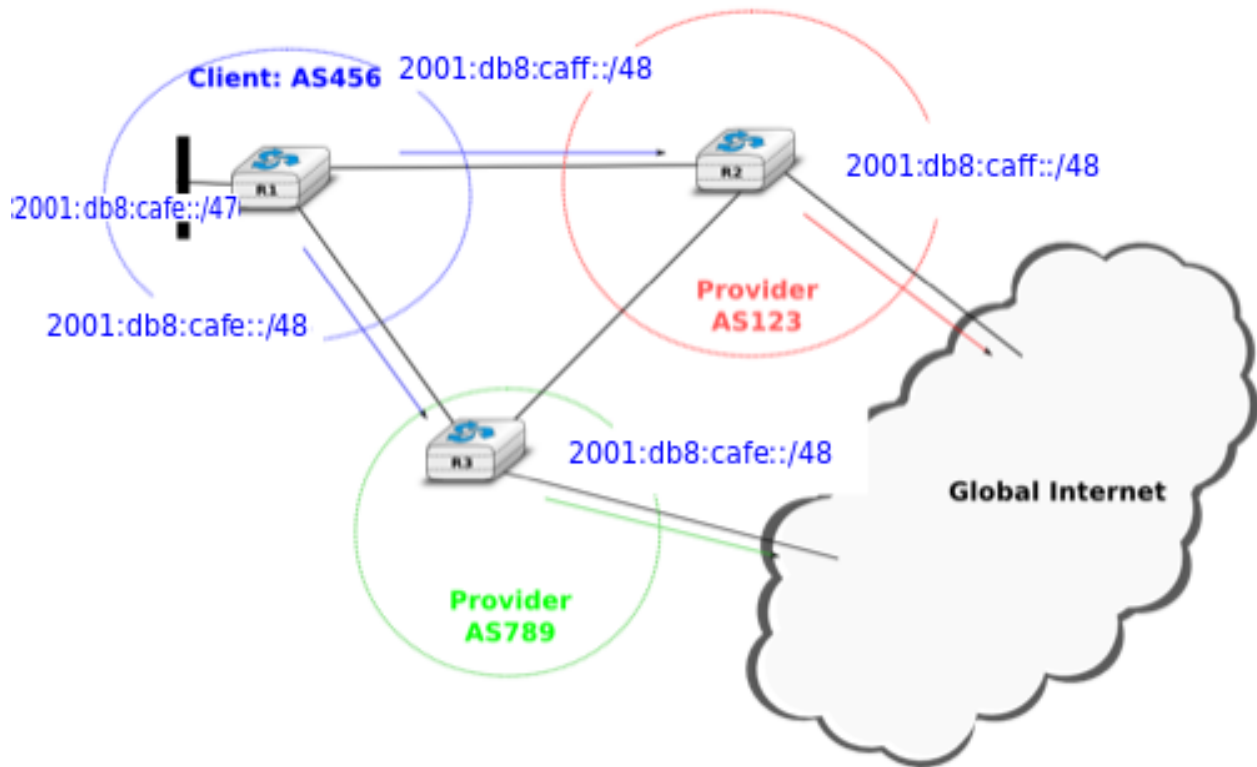 Client: AS456
2001:db8:caff::/48
R1
R2
2001:db8:caff::/48
2001:db8:cafe::/47
Provider
AS123
2001:db8:cafe::/48
R3
2001:db8:cafe::/48
Global Internet
Provider
AS789